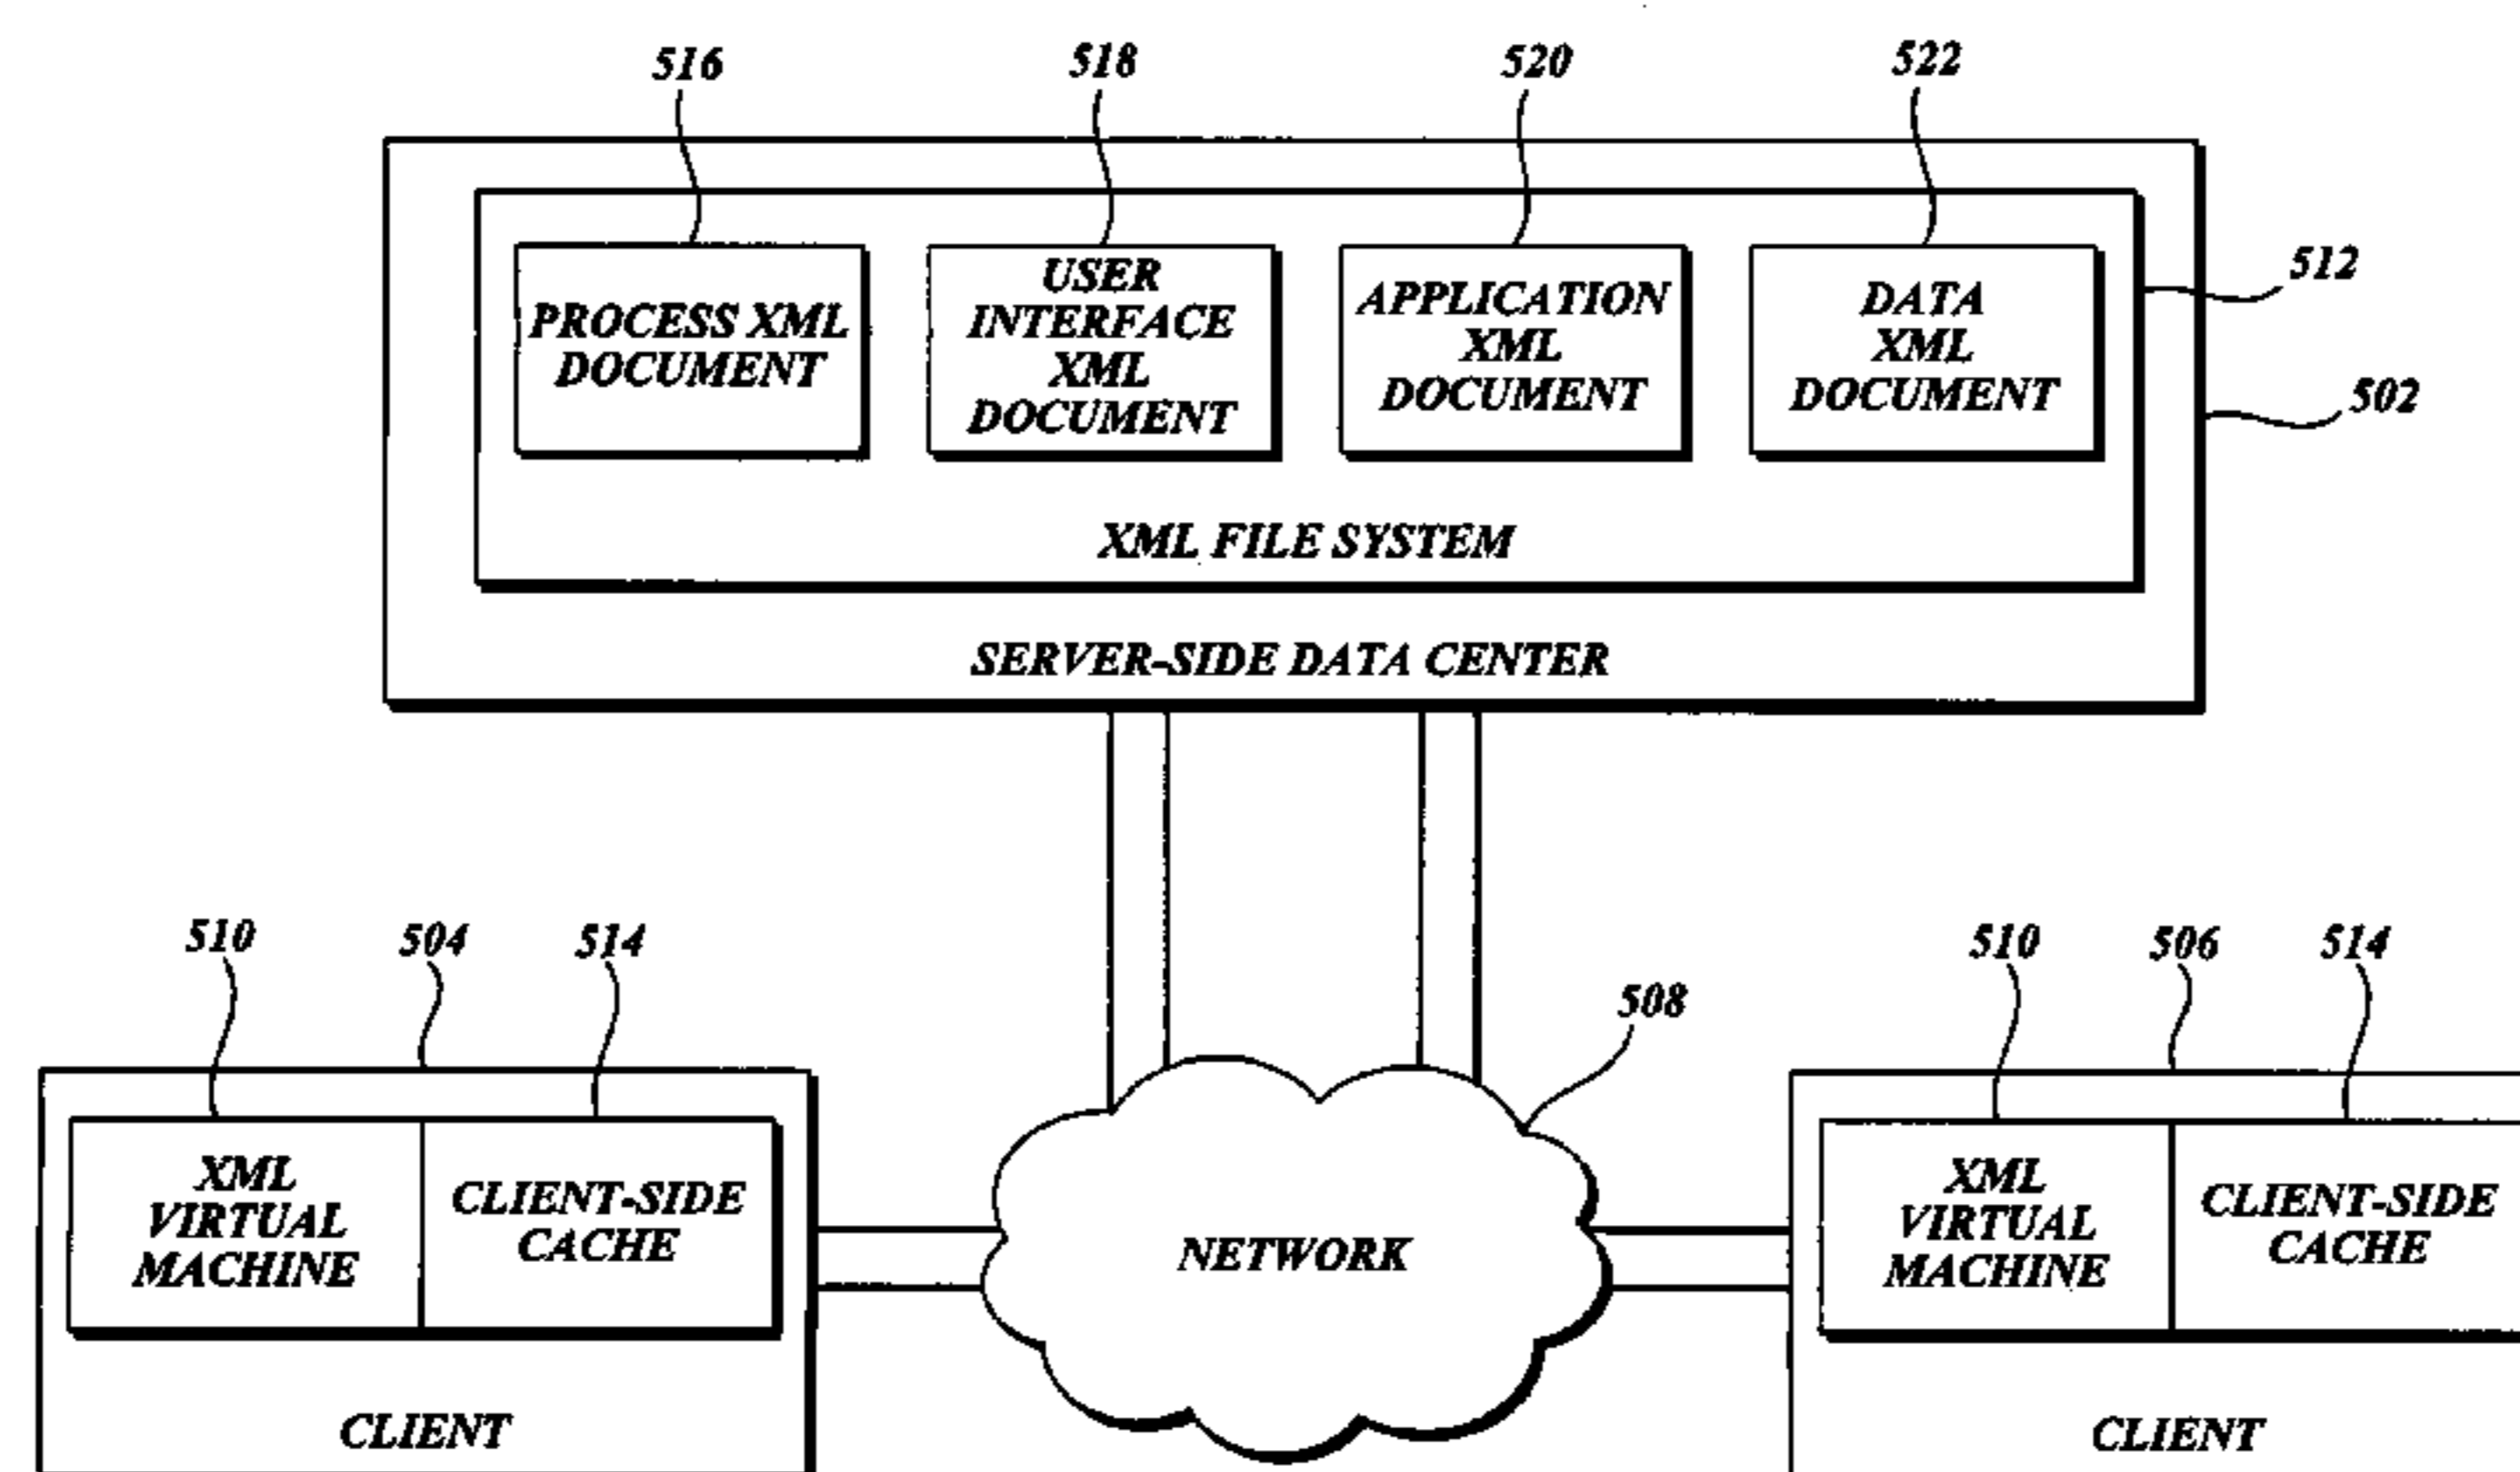 516
518
520
522
PROCESS XML
DOCUMENT
USER
INTERFACE
XML
DOCUMENT
APPLICATION
XML
DOCUMENT
DATA
XML
DOCUMENT
512
502
XML FILE SYSTEM
SERVER-SIDE DATA CENTER
510
504
514
508
510
506
514
XML
VIRTUAL
MACHINE
CLIENT-SIDE
CACHE
CLIENT
NETWORK
XML
VIRTUAL
MACHINE
CLIENT-SIDE
CACHE
CLIENT